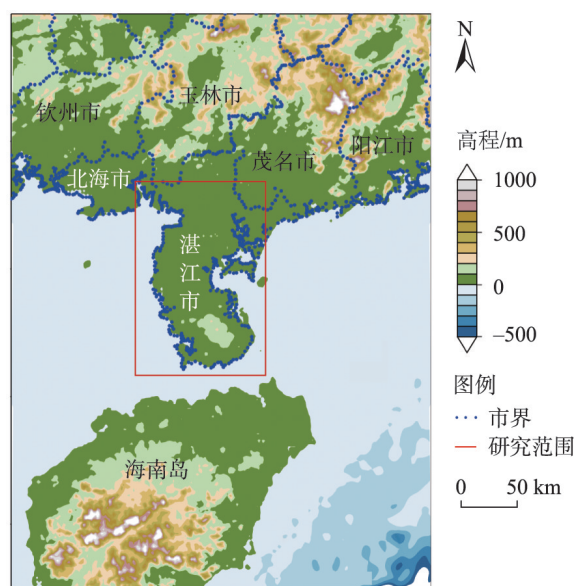 N
玉林市
钦州市
阳江市
茂名市
北海市
湛江市
海南岛
高程/m
1000
500
0
−500
图例
市界
研究范围
0 50 km